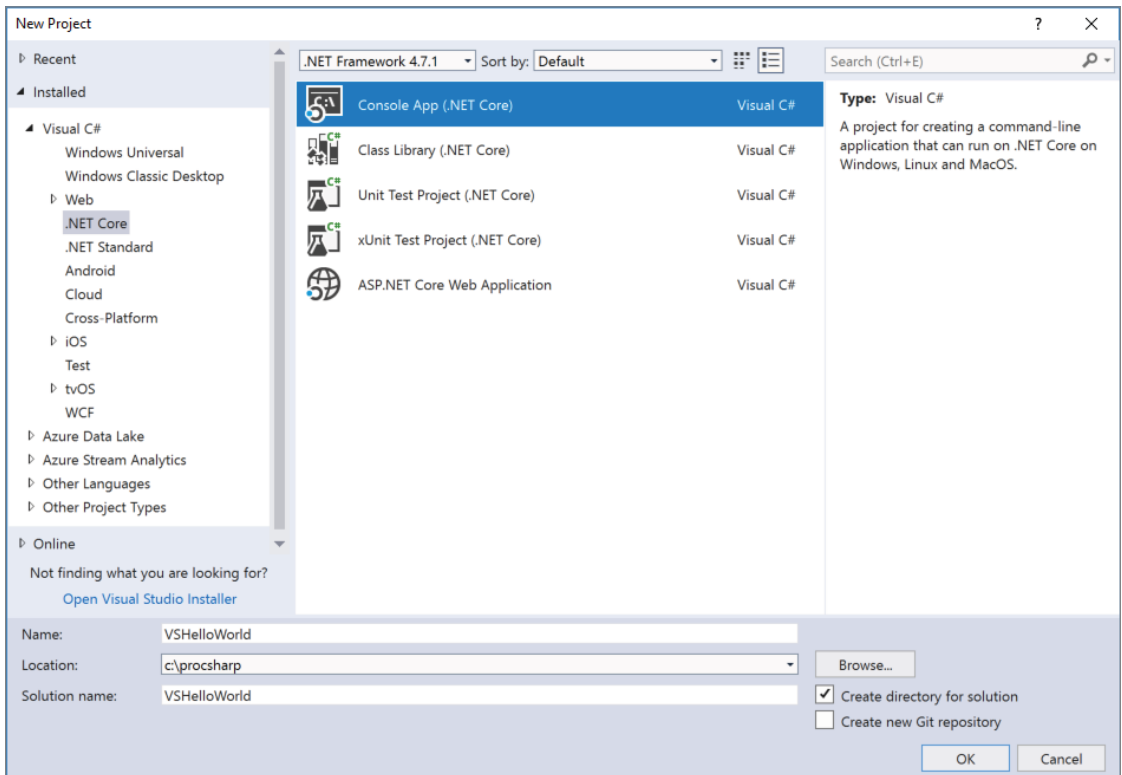 New Project
Recent
Installed
Visual C#
Windows Universal
Windows Classic Desktop
Web
.NET Core
.NET Standard
Android
Cloud
Cross-Platform
iOS
Test
tvOS
WCF
Azure Data Lake
Azure Stream Analytics
Other Languages
Other Project Types
Online
Not finding what you are looking for?
Open Visual Studio Installer
.NET Framework 4.7.1 Sort by: Default
Console App (.NET Core) Visual C#
Class Library (.NET Core) Visual C#
Unit Test Project (.NET Core) Visual C#
xUnit Test Project (.NET Core) Visual C#
ASP.NET Core Web Application Visual C#
Search (Ctrl+E)
Type: Visual C#
A project for creating a command-line
application that can run on .NET Core on
Windows, Linux and MacOS.
Name: VSHelloWorld
Location: c:\procsharp Browse...
Solution name: VSHelloWorld
Create directory for solution
Create new Git repository
OK Cancel